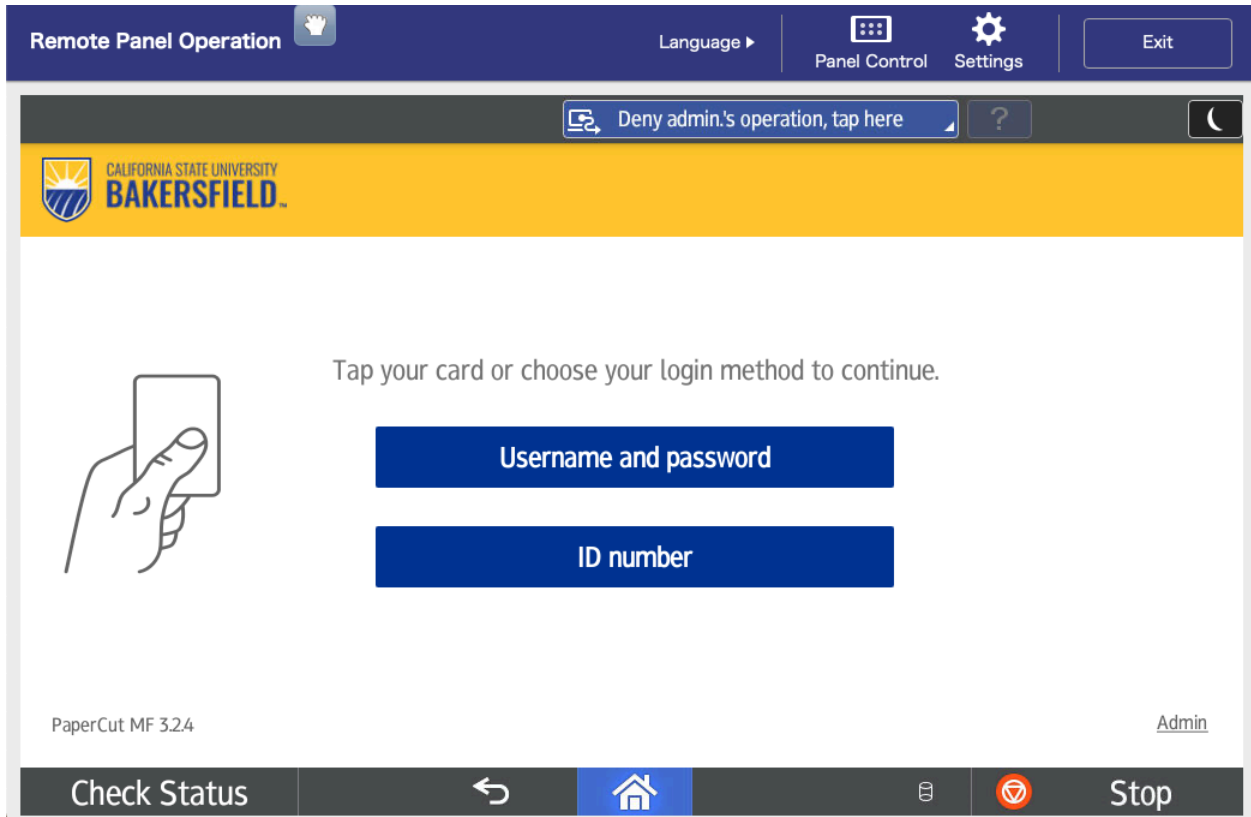 Remote Panel Operation
Language
Panel Control
Settings
Exit
Deny admin.'s operation, tap here
?
CALIFORNIA STATE UNIVERSITY
BAKERSFIELD™
Tap your card or choose your login method to continue.
Username and password
ID number
PaperCut MF 3.2.4
Admin
Check Status
Stop